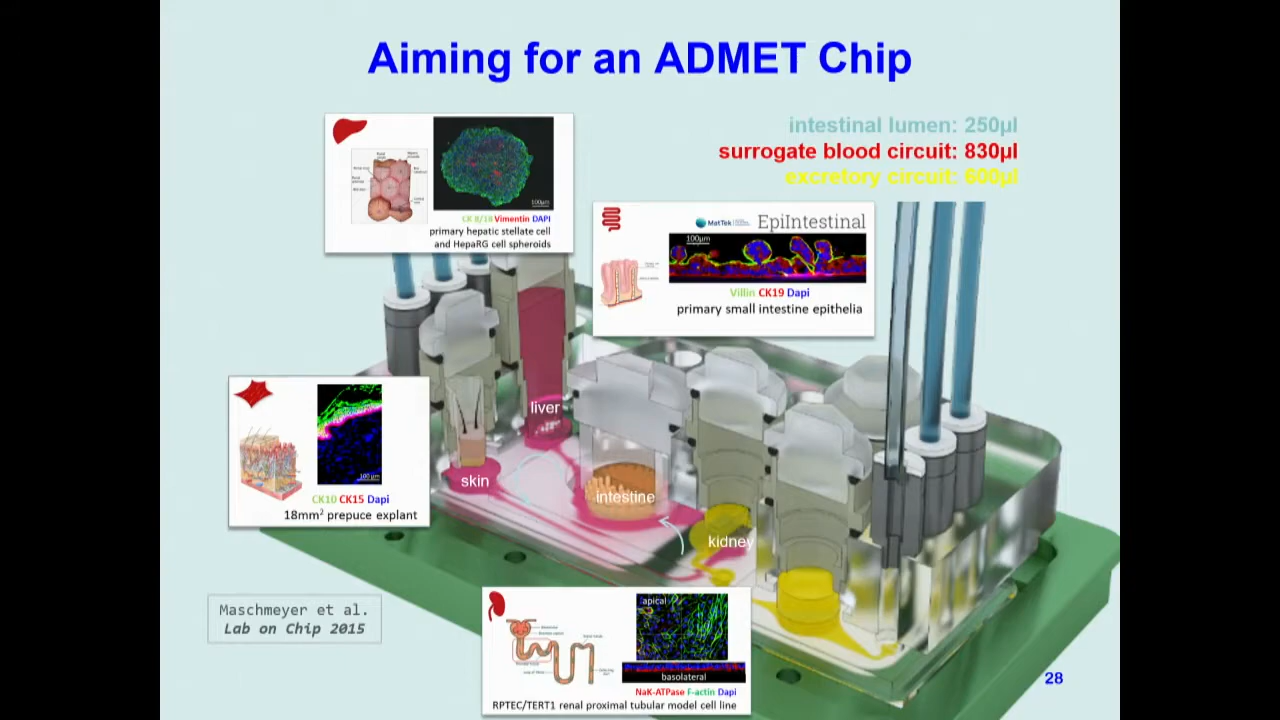 Aiming for an ADMET Chip
intestinal lumen: 250µl
surrogate blood circuit: 830µl
excretory circuit: 600µl
100µm
CK 8/18 Vimentin DAPI
primary hepatic stellate cell
and HepaRG cell spheroids
MatTek
EpiIntestinal
100µm
Villin CK19 Dapi
primary small intestine epithelia
100 µm
CK10 CK15 Dapi
18mm² prepuce explant
liver
skin
intestine
kidney
Maschmeyer et al.
Lab on Chip 2015
apical
basolateral
NaK-ATPase F-actin Dapi
RPTEC/TERT1 renal proximal tubular model cell line
28